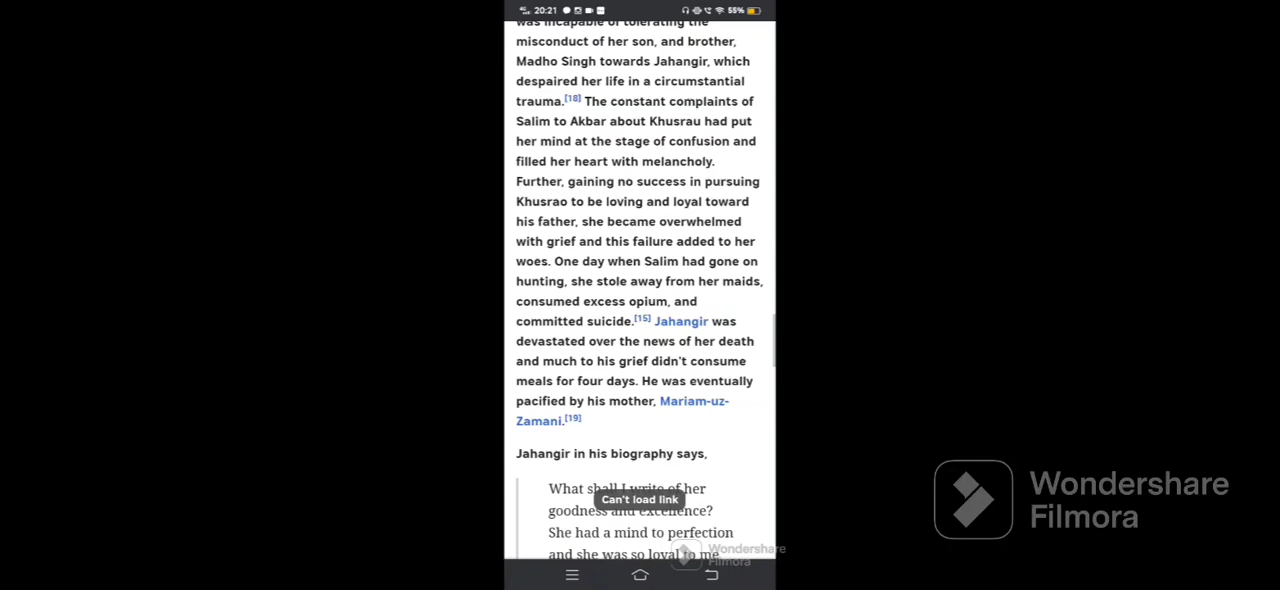 20:21
55%
was incapable of tolerating the
misconduct of her son, and brother,
Madho Singh towards Jahangir, which
despaired her life in a circumstantial
trauma.[18] The constant complaints of
Salim to Akbar about Khusrau had put
her mind at the stage of confusion and
filled her heart with melancholy.
Further, gaining no success in pursuing
Khusrao to be loving and loyal toward
his father, she became overwhelmed
with grief and this failure added to her
woes. One day when Salim had gone on
hunting, she stole away from her maids,
consumed excess opium, and
committed suicide.[15] Jahangir was
devastated over the news of her death
and much to his grief didn't consume
meals for four days. He was eventually
pacified by his mother, Mariam-uz-
Zamani.[19]
Jahangir in his biography says,
What shall I write of her
Can't load link
goodness and excellence?
She had a mind to perfection
and she was so loyal to me
Wondershare
Filmora
Wondershare
Filmora